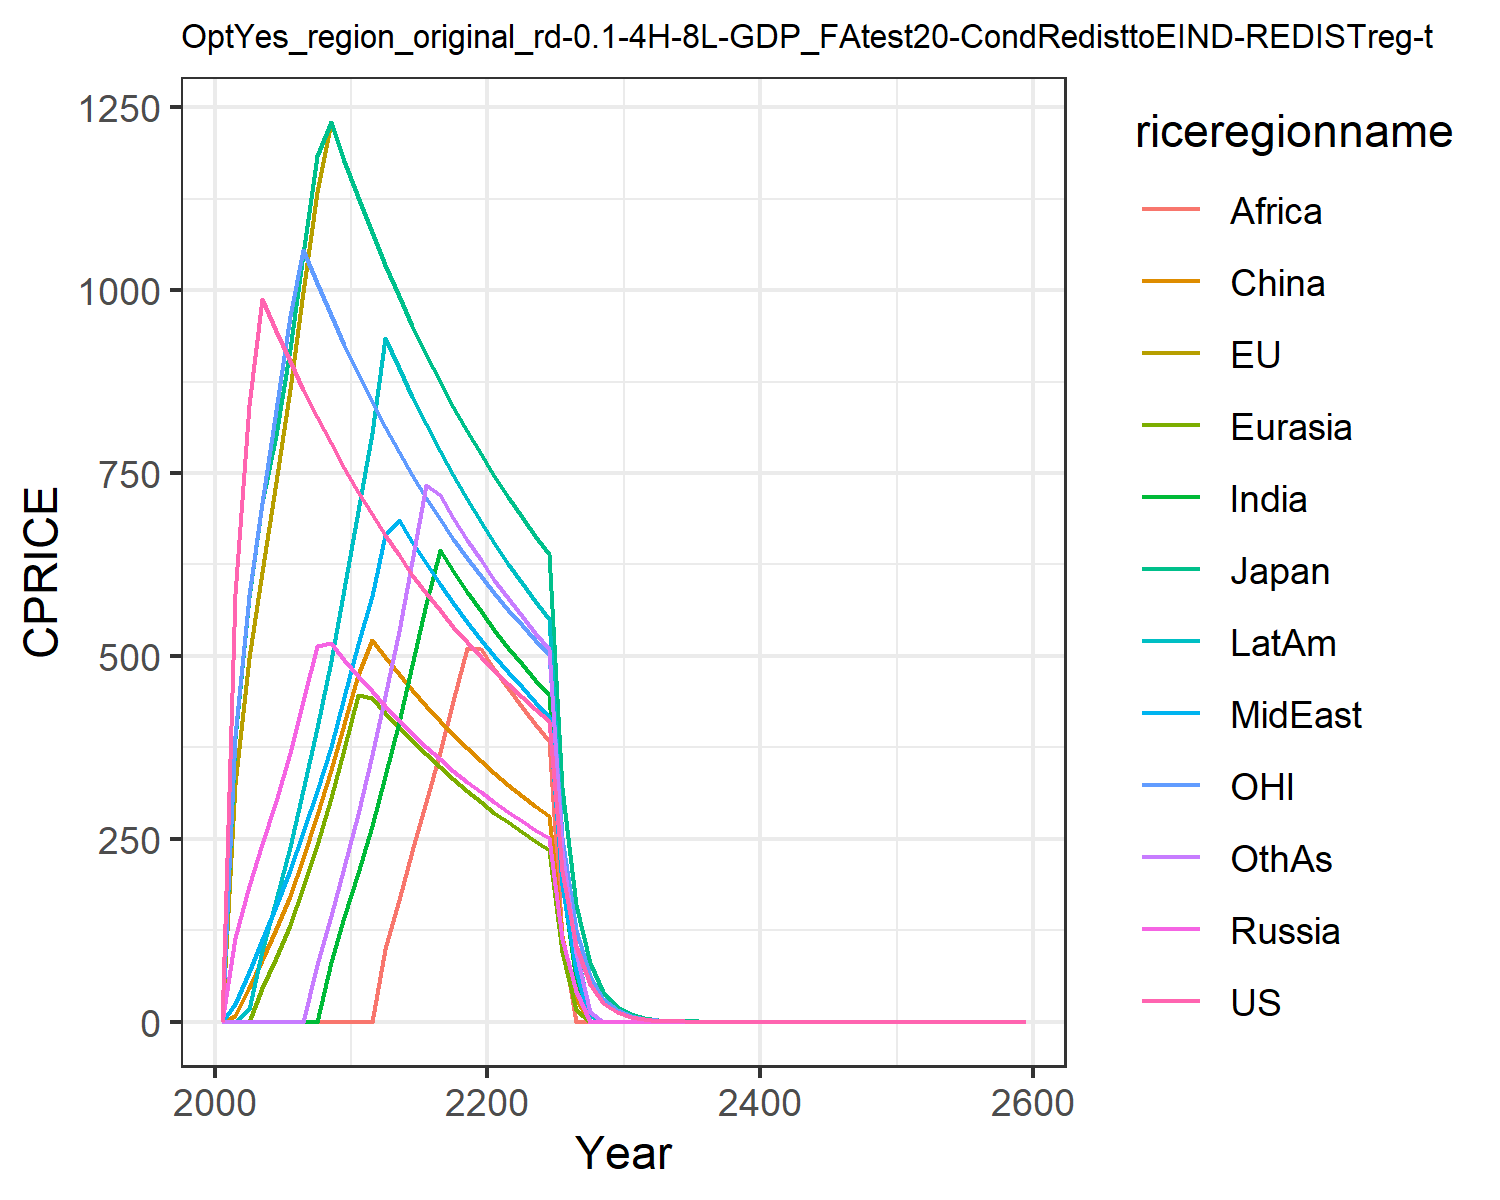 OptYes_region_original_rd-0.1-4H-8L-GDP_FAtest20-CondRedisttoEIND-REDISTreg-t
1250
1000
750
500
250
0
CPRICE
2000 2200 2400 2600
Year
riceregionname
Africa
China
EU
Eurasia
India
Japan
LatAm
MidEast
OHI
OthAs
Russia
US